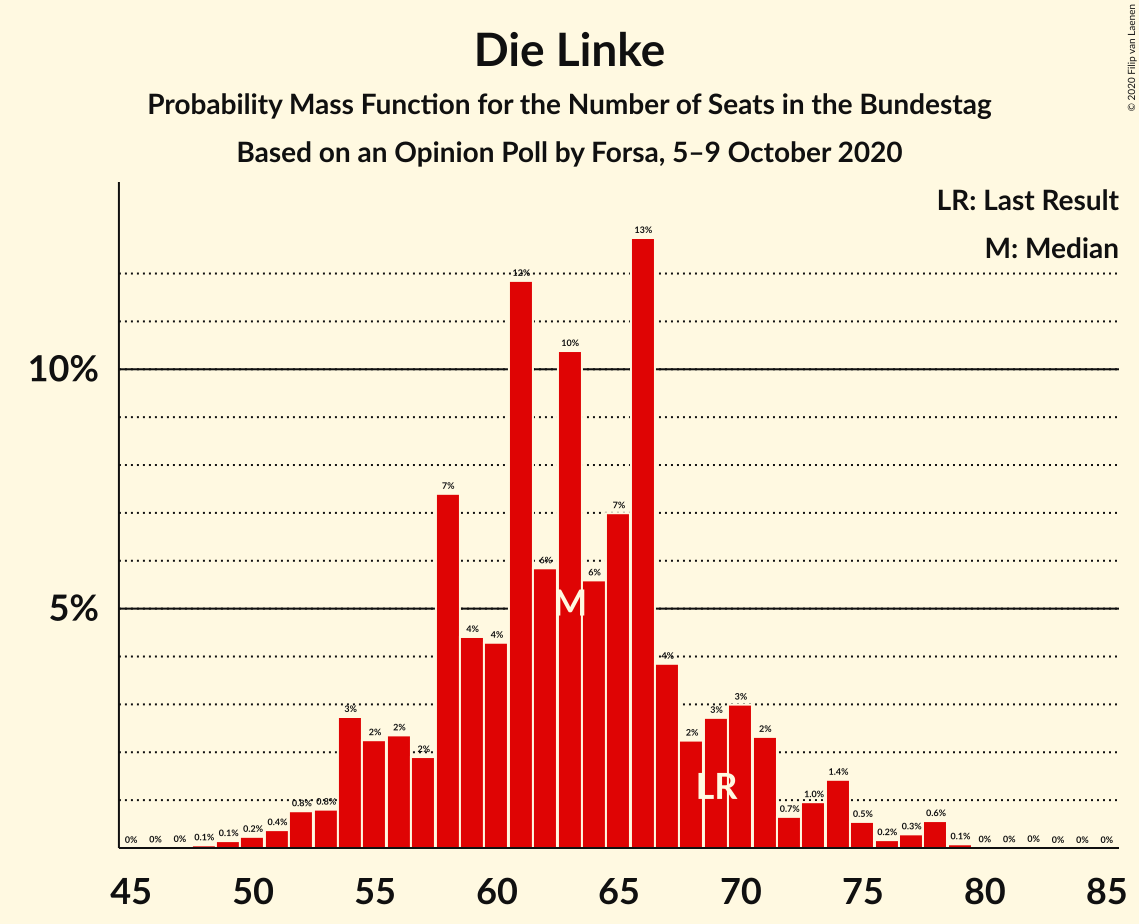 © 2020 Filip van Laenen
Die Linke
Probability Mass Function for the Number of Seats in the Bundestag
Based on an Opinion Poll by Forsa, 5–9 October 2020
LR: Last Result
M: Median
10%
5%
0% 0% 0% 0.1% 0.1% 0.2% 0.4% 0.8% 0.8% 3% 2% 2% 2% 7% 4% 4% 12% 6% 10% 6% 7% 13% 4% 2% 3% 3% 2% 0.7% 1.0% 1.4% 0.5% 0.2% 0.3% 0.6% 0.1% 0% 0% 0% 0% 0% 0%
M
LR
45 50 55 60 65 70 75 80 85